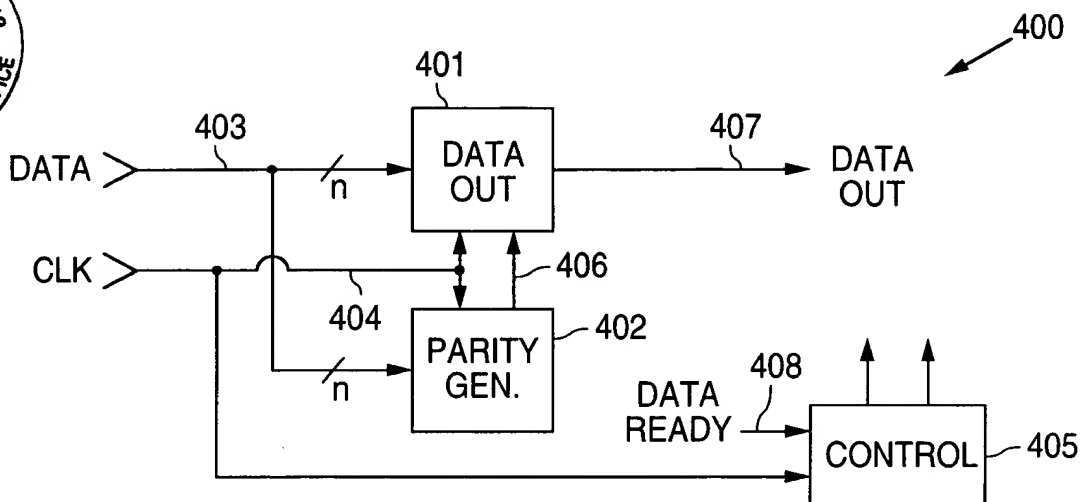 400
401
403
407
DATA
n
DATA
OUT
DATA
OUT
CLK
404
406
402
n
PARITY
GEN.
DATA
READY
408
CONTROL
405